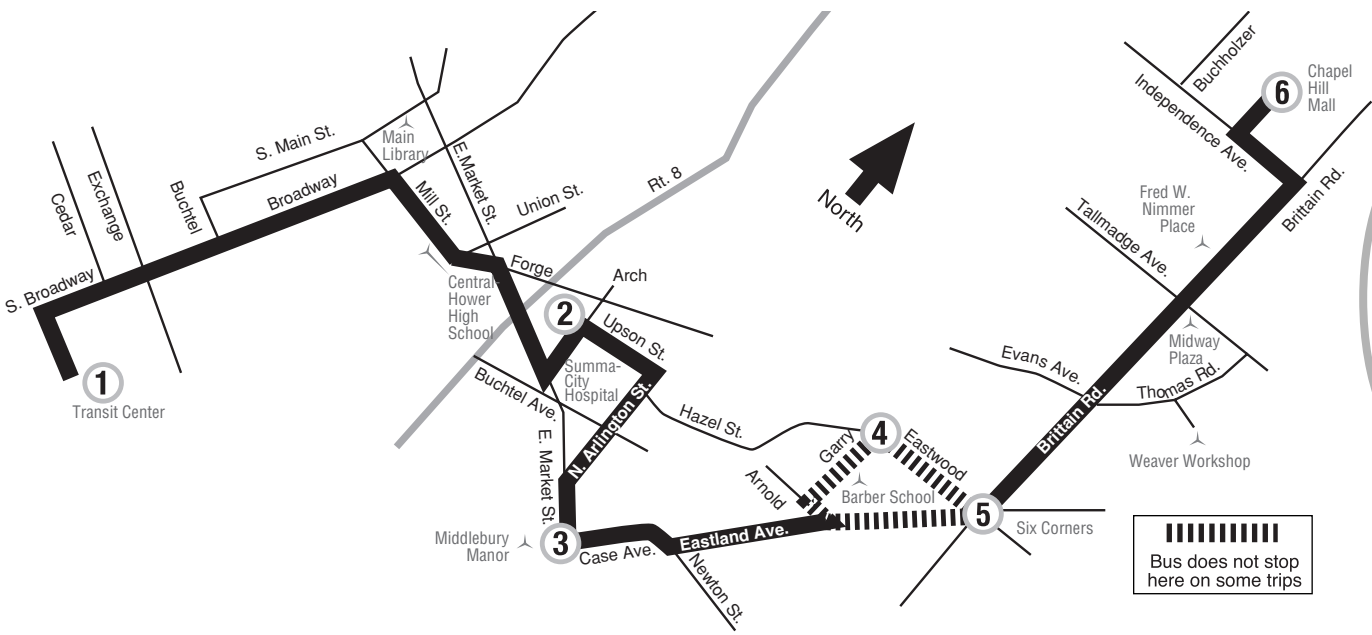 Cedar
Exchange
Buchtel
S. Main St.
Broadway
S. Broadway
1
Transit Center
Main
Library
E.Market St.
Mill St.
Union St.
Rt. 8
Central-
Hower
High
School
Forge
Arch
2
Upson St.
Summa-
City
Hospital
Buchtel Ave.
N. Arlington St.
E. Market St.
Hazel St.
Middlebury
Manor
3
Case Ave.
Eastland Ave.
Newton St.
Arnold
Garry
4
Eastwood
Barber School
5
Six Corners
North
Brittain Rd.
Evans Ave.
Thomas Rd.
Weaver Workshop
Midway
Plaza
Tallmadge Ave.
Fred W.
Nimmer
Place
Brittain Rd.
Independence Ave.
Buchholzer
6
Chapel
Hill
Mall
Bus does not stop
here on some trips